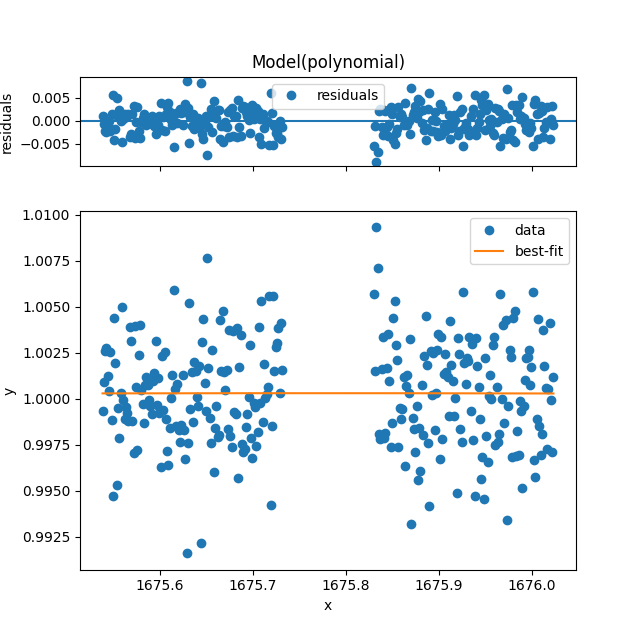 Model(polynomial)
residuals
0.005
0.000
−0.005
residuals
1.0100
1.0075
1.0050
1.0025
1.0000
0.9975
0.9950
0.9925
y
data
best-fit
1675.6 1675.7 1675.8 1675.9 1676.0
x